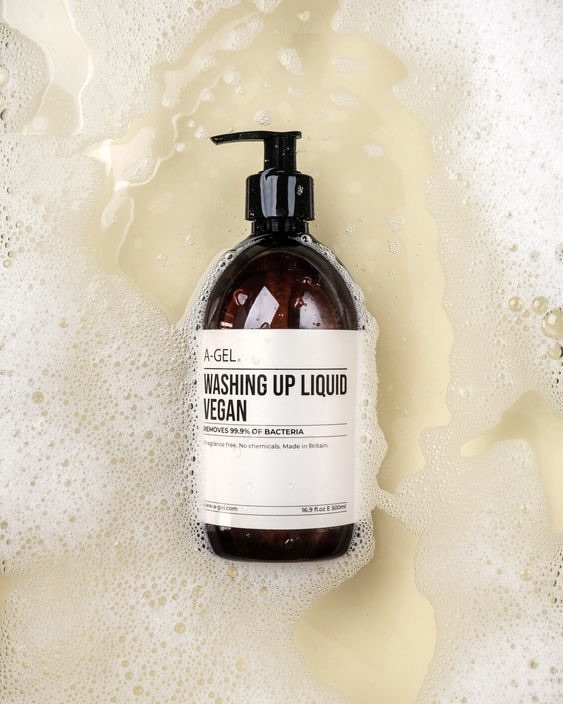 A-GEL®
WASHING UP LIQUID
VEGAN
REMOVES 99.9% OF BACTERIA
Fragrance free. No chemicals. Made in Britain.
www.a-gel.com 16.9 fl.oz E 500ml